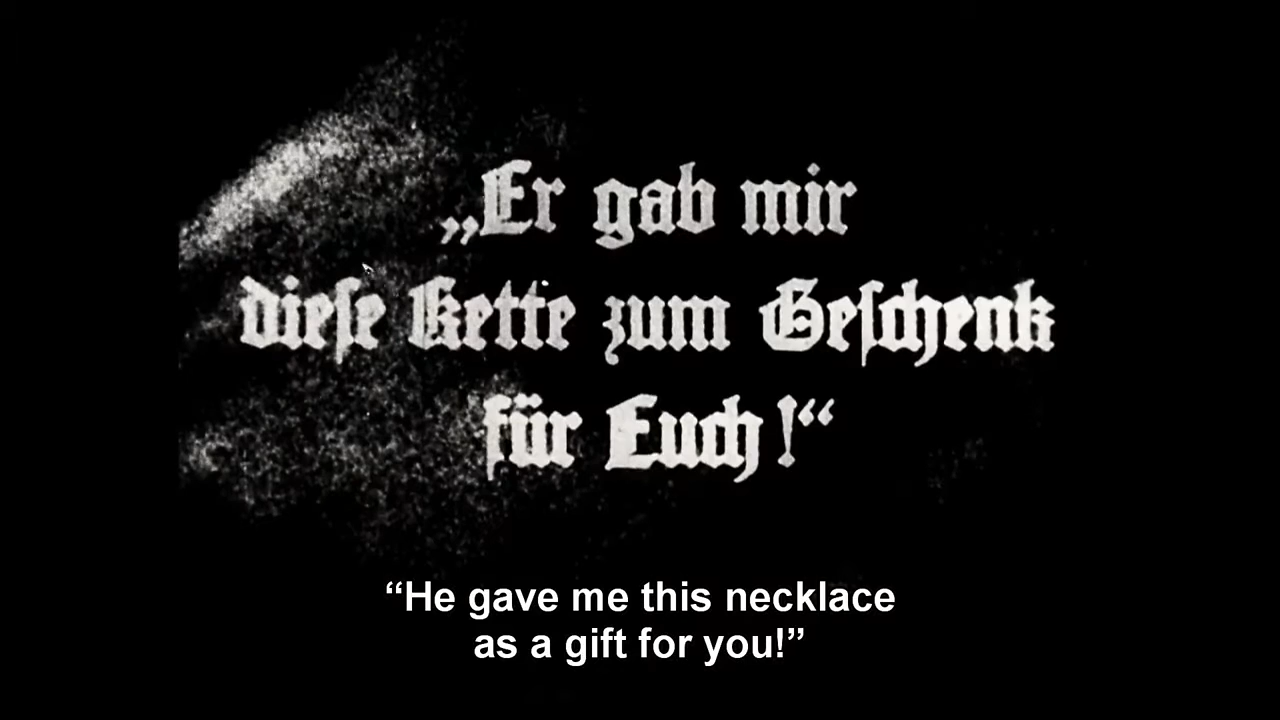 „Er gab mir
dieſe Kette zum Geſchenk
für Euch!“
“He gave me this necklace
as a gift for you!”